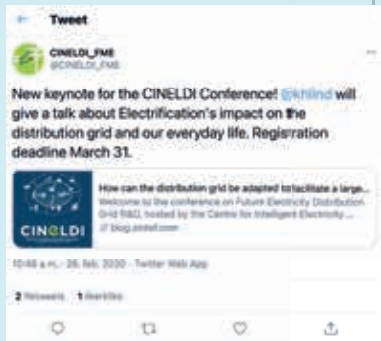 Tweet
CINELDI_FME
@CINELDI_FME
New keynote for the CINELDI Conference! @khlind will
give a talk about Electrification's impact on the
distribution grid and our everyday life. Registration
deadline March 31.
How can the distribution grid be adapted to facilitate a large...
Welcome to the conference on Future Electricity Distribution
Grid R&D, hosted by the Centre for Intelligent Electricity ...
blog.sintef.com
CINELDI
10:48 a.m. · 26. feb. 2020 · Twitter Web App
2 Retweets 1